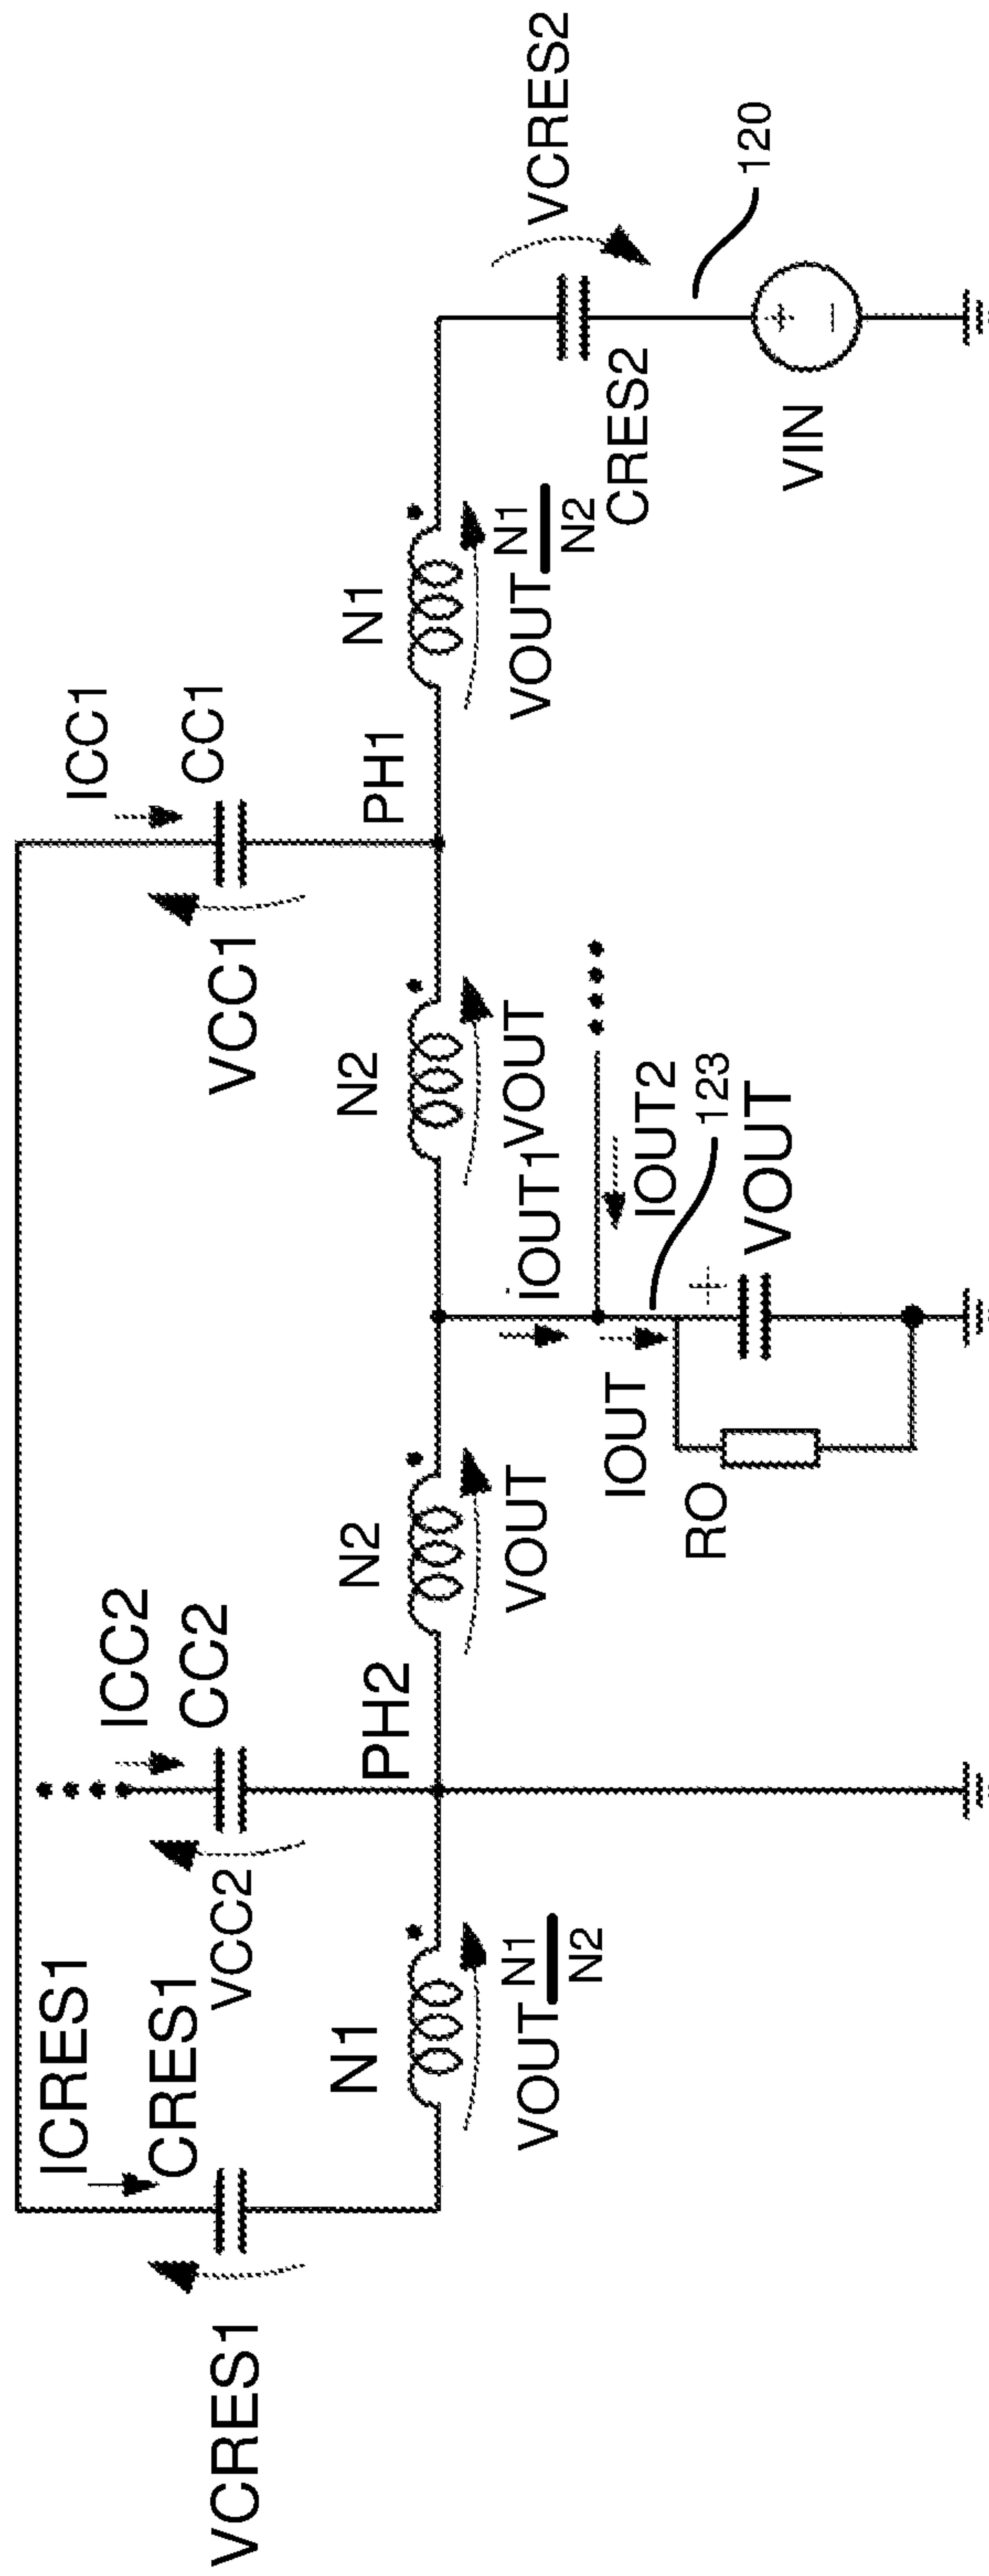 VCRES1
ICRES1
CRES1
VCC2
ICC2
CC2
VCC1
ICC1
CC1
N1
PH2
N2
N2
PH1
N1
VCRES2
VOUT N1
N2
VOUT
IOUT1
VOUT
VOUT N1
N2
CRES2
120
IOUT
IOUT2
123
RO
+
VOUT
VIN
+
−